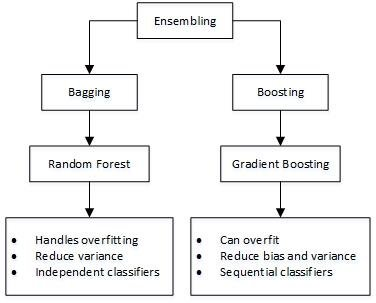 Ensembling
Bagging
Boosting
Random Forest
Gradient Boosting
• Handles overfitting
• Reduce variance
• Independent classifiers
• Can overfit
• Reduce bias and variance
• Sequential classifiers